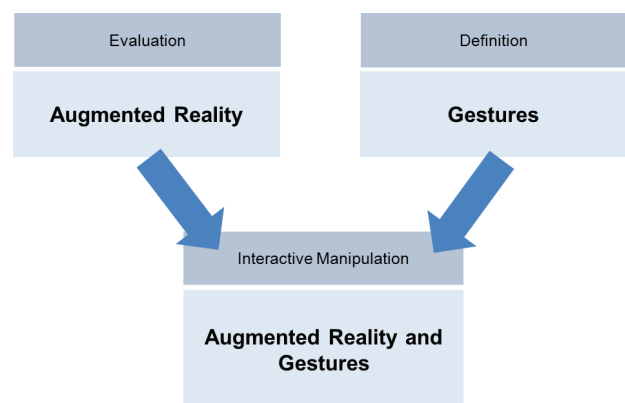 Evaluation
Augmented Reality
Definition
Gestures
Interactive Manipulation
Augmented Reality and
Gestures